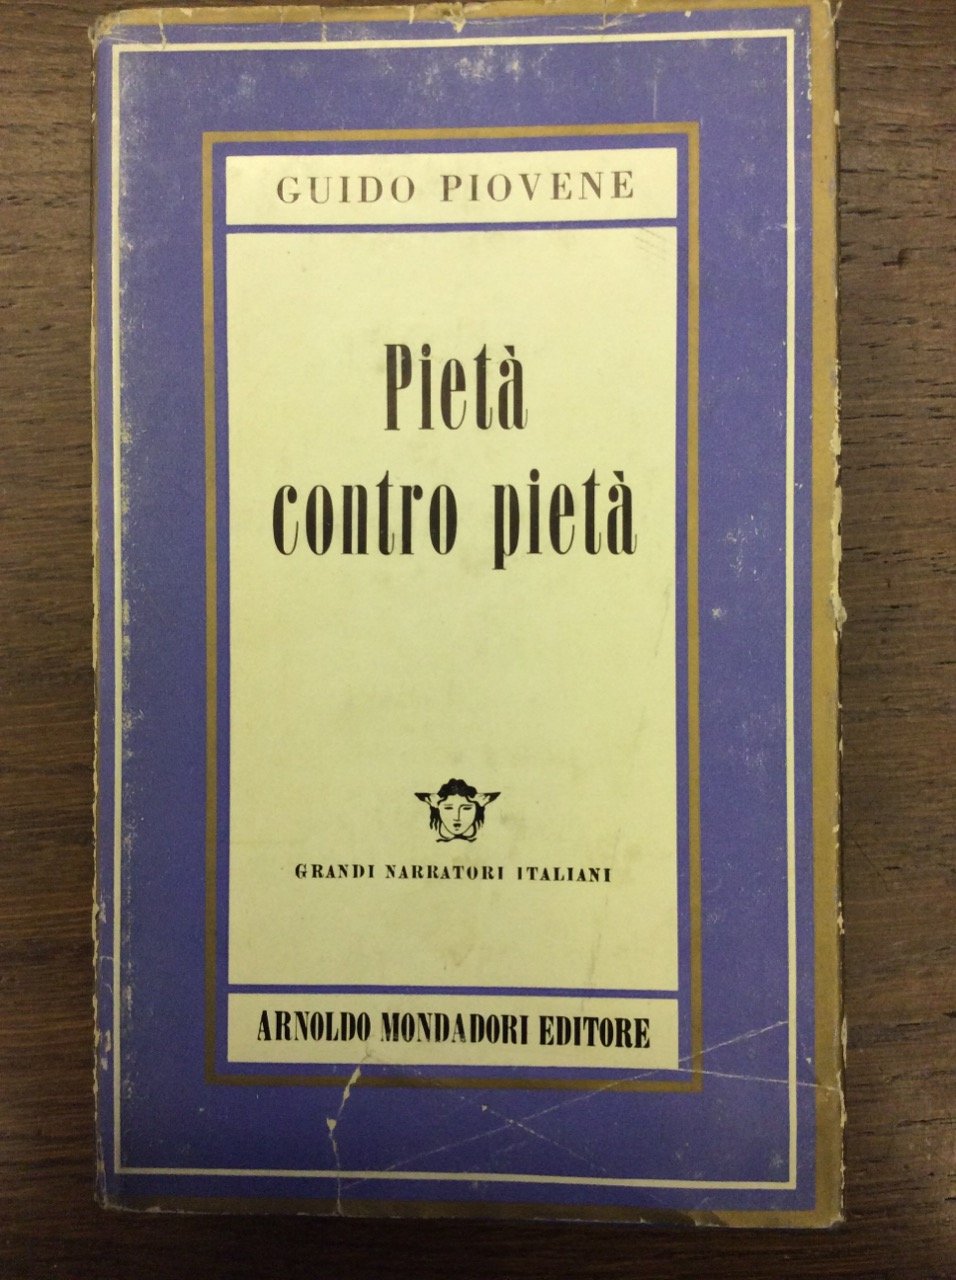 GUIDO PIOVENE
Pietà
contro pietà
GRANDI NARRATORI ITALIANI
ARNOLDO MONDADORI EDITORE